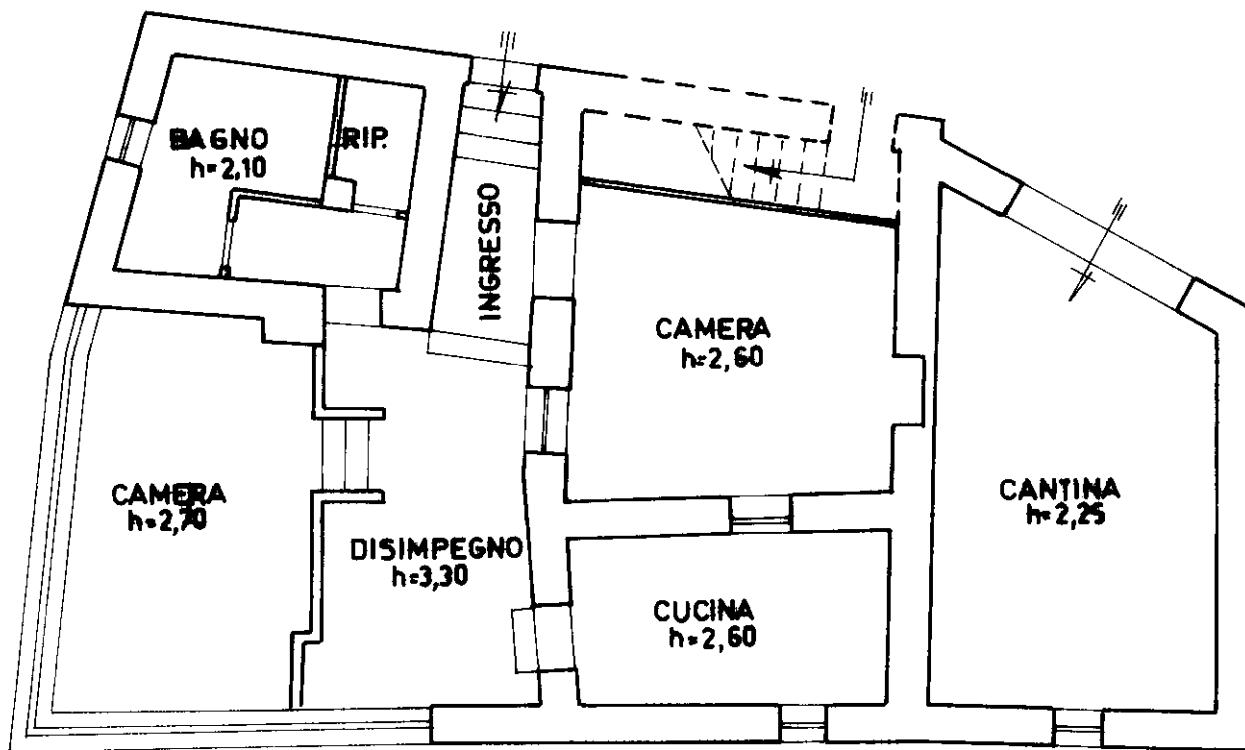 BAGNO
h=2,10
RIP.
INGRESSO
CAMERA
h=2,60
CAMERA
h=2,70
DISIMPEGNO
h=3,30
CUCINA
h=2,60
CANTINA
h=2,25